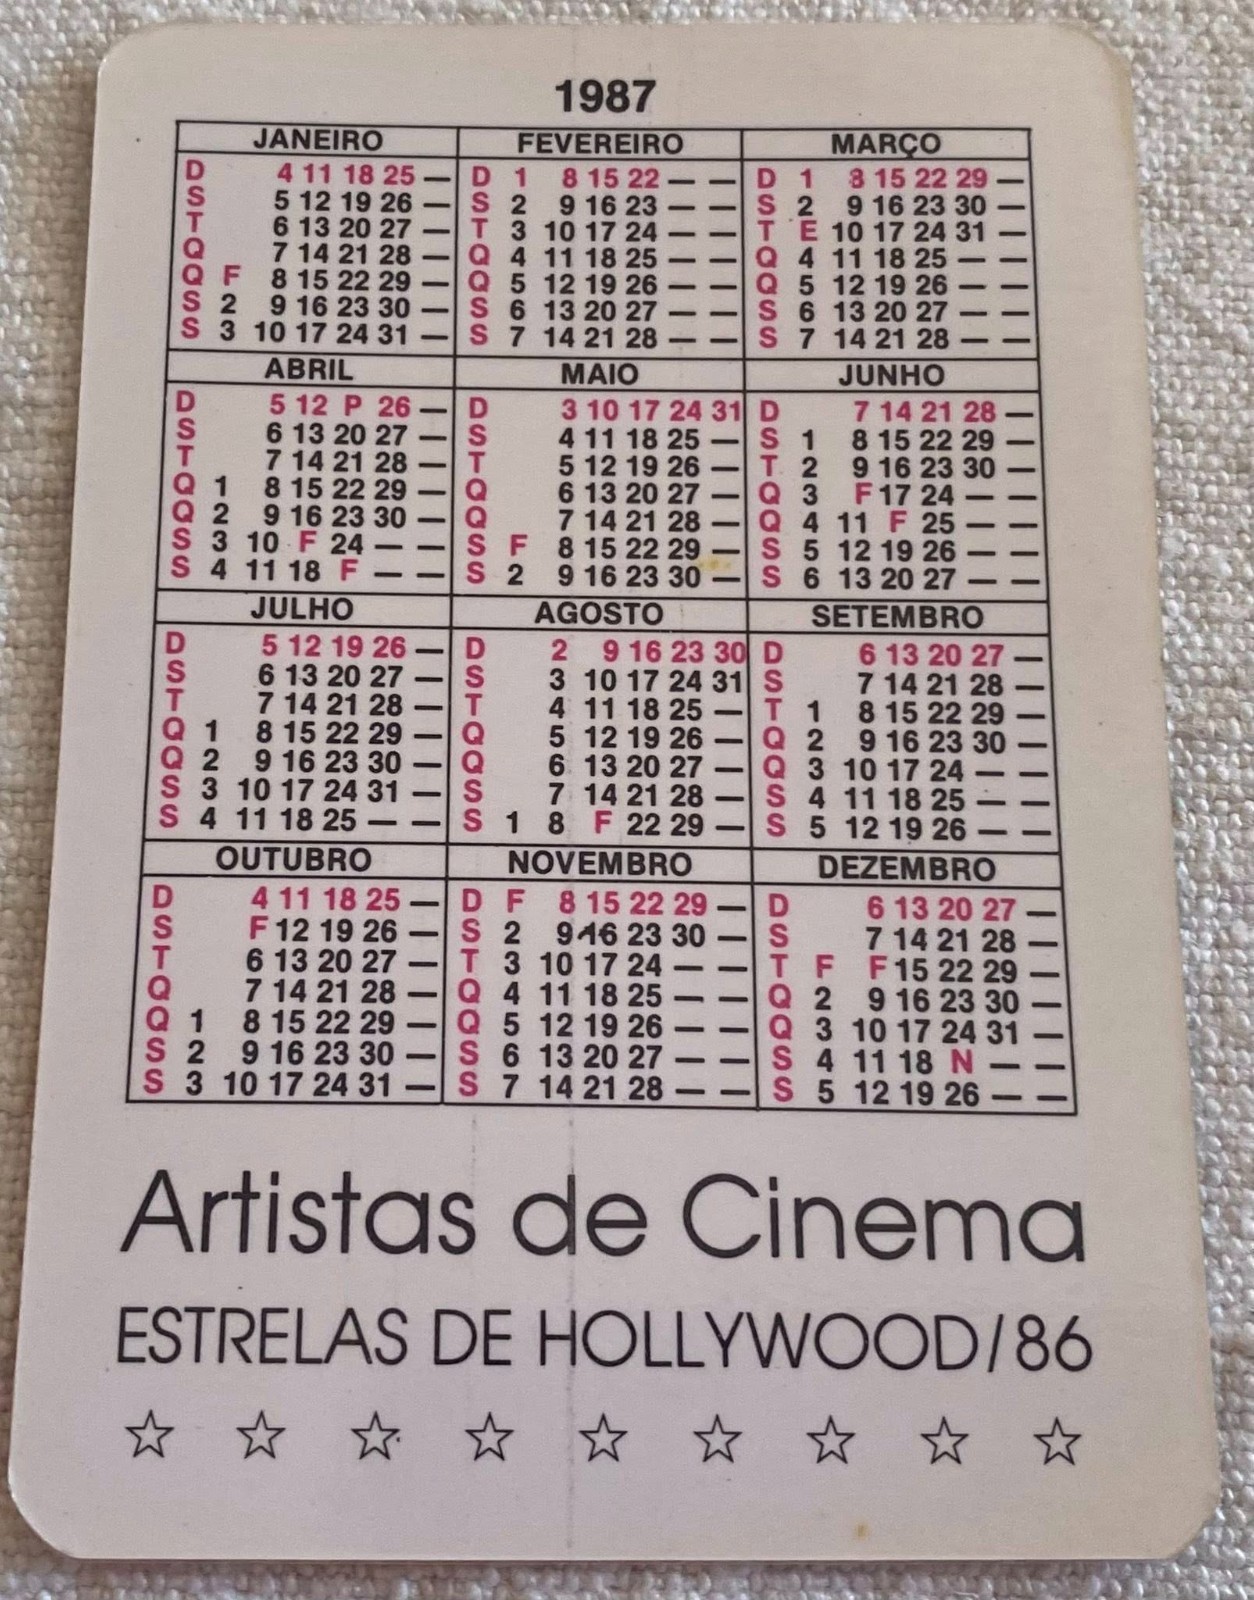 1987
JANEIRO FEVEREIRO MARÇO
D 4 11 18 25 — D 1 8 15 22 — — D 1 8 15 22 29 —
S 5 12 19 26 — S 2 9 16 23 — — S 2 9 16 23 30 —
T 6 13 20 27 — T 3 10 17 24 — — T E 10 17 24 31 —
Q 7 14 21 28 — Q 4 11 18 25 — — Q 4 11 18 25 — —
Q F 8 15 22 29 — Q 5 12 19 26 — — Q 5 12 19 26 — —
S 2 9 16 23 30 — S 6 13 20 27 — — S 6 13 20 27 — —
S 3 10 17 24 31 — S 7 14 21 28 — — S 7 14 21 28 — —
ABRIL MAIO JUNHO
D 5 12 P 26 — D 3 10 17 24 31 D 7 14 21 28 —
S 6 13 20 27 — S 4 11 18 25 — S 1 8 15 22 29 —
T 7 14 21 28 — T 5 12 19 26 — T 2 9 16 23 30 —
Q 1 8 15 22 29 — Q 6 13 20 27 — Q 3 F 17 24 — —
Q 2 9 16 23 30 — Q 7 14 21 28 — Q 4 11 F 25 — —
S 3 10 F 24 — — S F 8 15 22 29 — S 5 12 19 26 — —
S 4 11 18 F — — S 2 9 16 23 30 — S 6 13 20 27 — —
JULHO AGOSTO SETEMBRO
D 5 12 19 26 — D 2 9 16 23 30 D 6 13 20 27 —
S 6 13 20 27 — S 3 10 17 24 31 S 7 14 21 28 —
T 7 14 21 28 — T 4 11 18 25 — T 1 8 15 22 29 —
Q 1 8 15 22 29 — Q 5 12 19 26 — Q 2 9 16 23 30 —
Q 2 9 16 23 30 — Q 6 13 20 27 — Q 3 10 17 24 — —
S 3 10 17 24 31 — S 7 14 21 28 — S 4 11 18 25 — —
S 4 11 18 25 — — S 1 8 F 22 29 — S 5 12 19 26 — —
OUTUBRO NOVEMBRO DEZEMBRO
D 4 11 18 25 — D F 8 15 22 29 — D 6 13 20 27 —
S F 12 19 26 — S 2 9 16 23 30 — S 7 14 21 28 —
T 6 13 20 27 — T 3 10 17 24 — — T F F 15 22 29 —
Q 7 14 21 28 — Q 4 11 18 25 — — Q 2 9 16 23 30 —
Q 1 8 15 22 29 — Q 5 12 19 26 — — Q 3 10 17 24 31 —
S 2 9 16 23 30 — S 6 13 20 27 — — S 4 11 18 N — —
S 3 10 17 24 31 — S 7 14 21 28 — — S 5 12 19 26 — —
Artistas de Cinema
ESTRELAS DE HOLLYWOOD/86